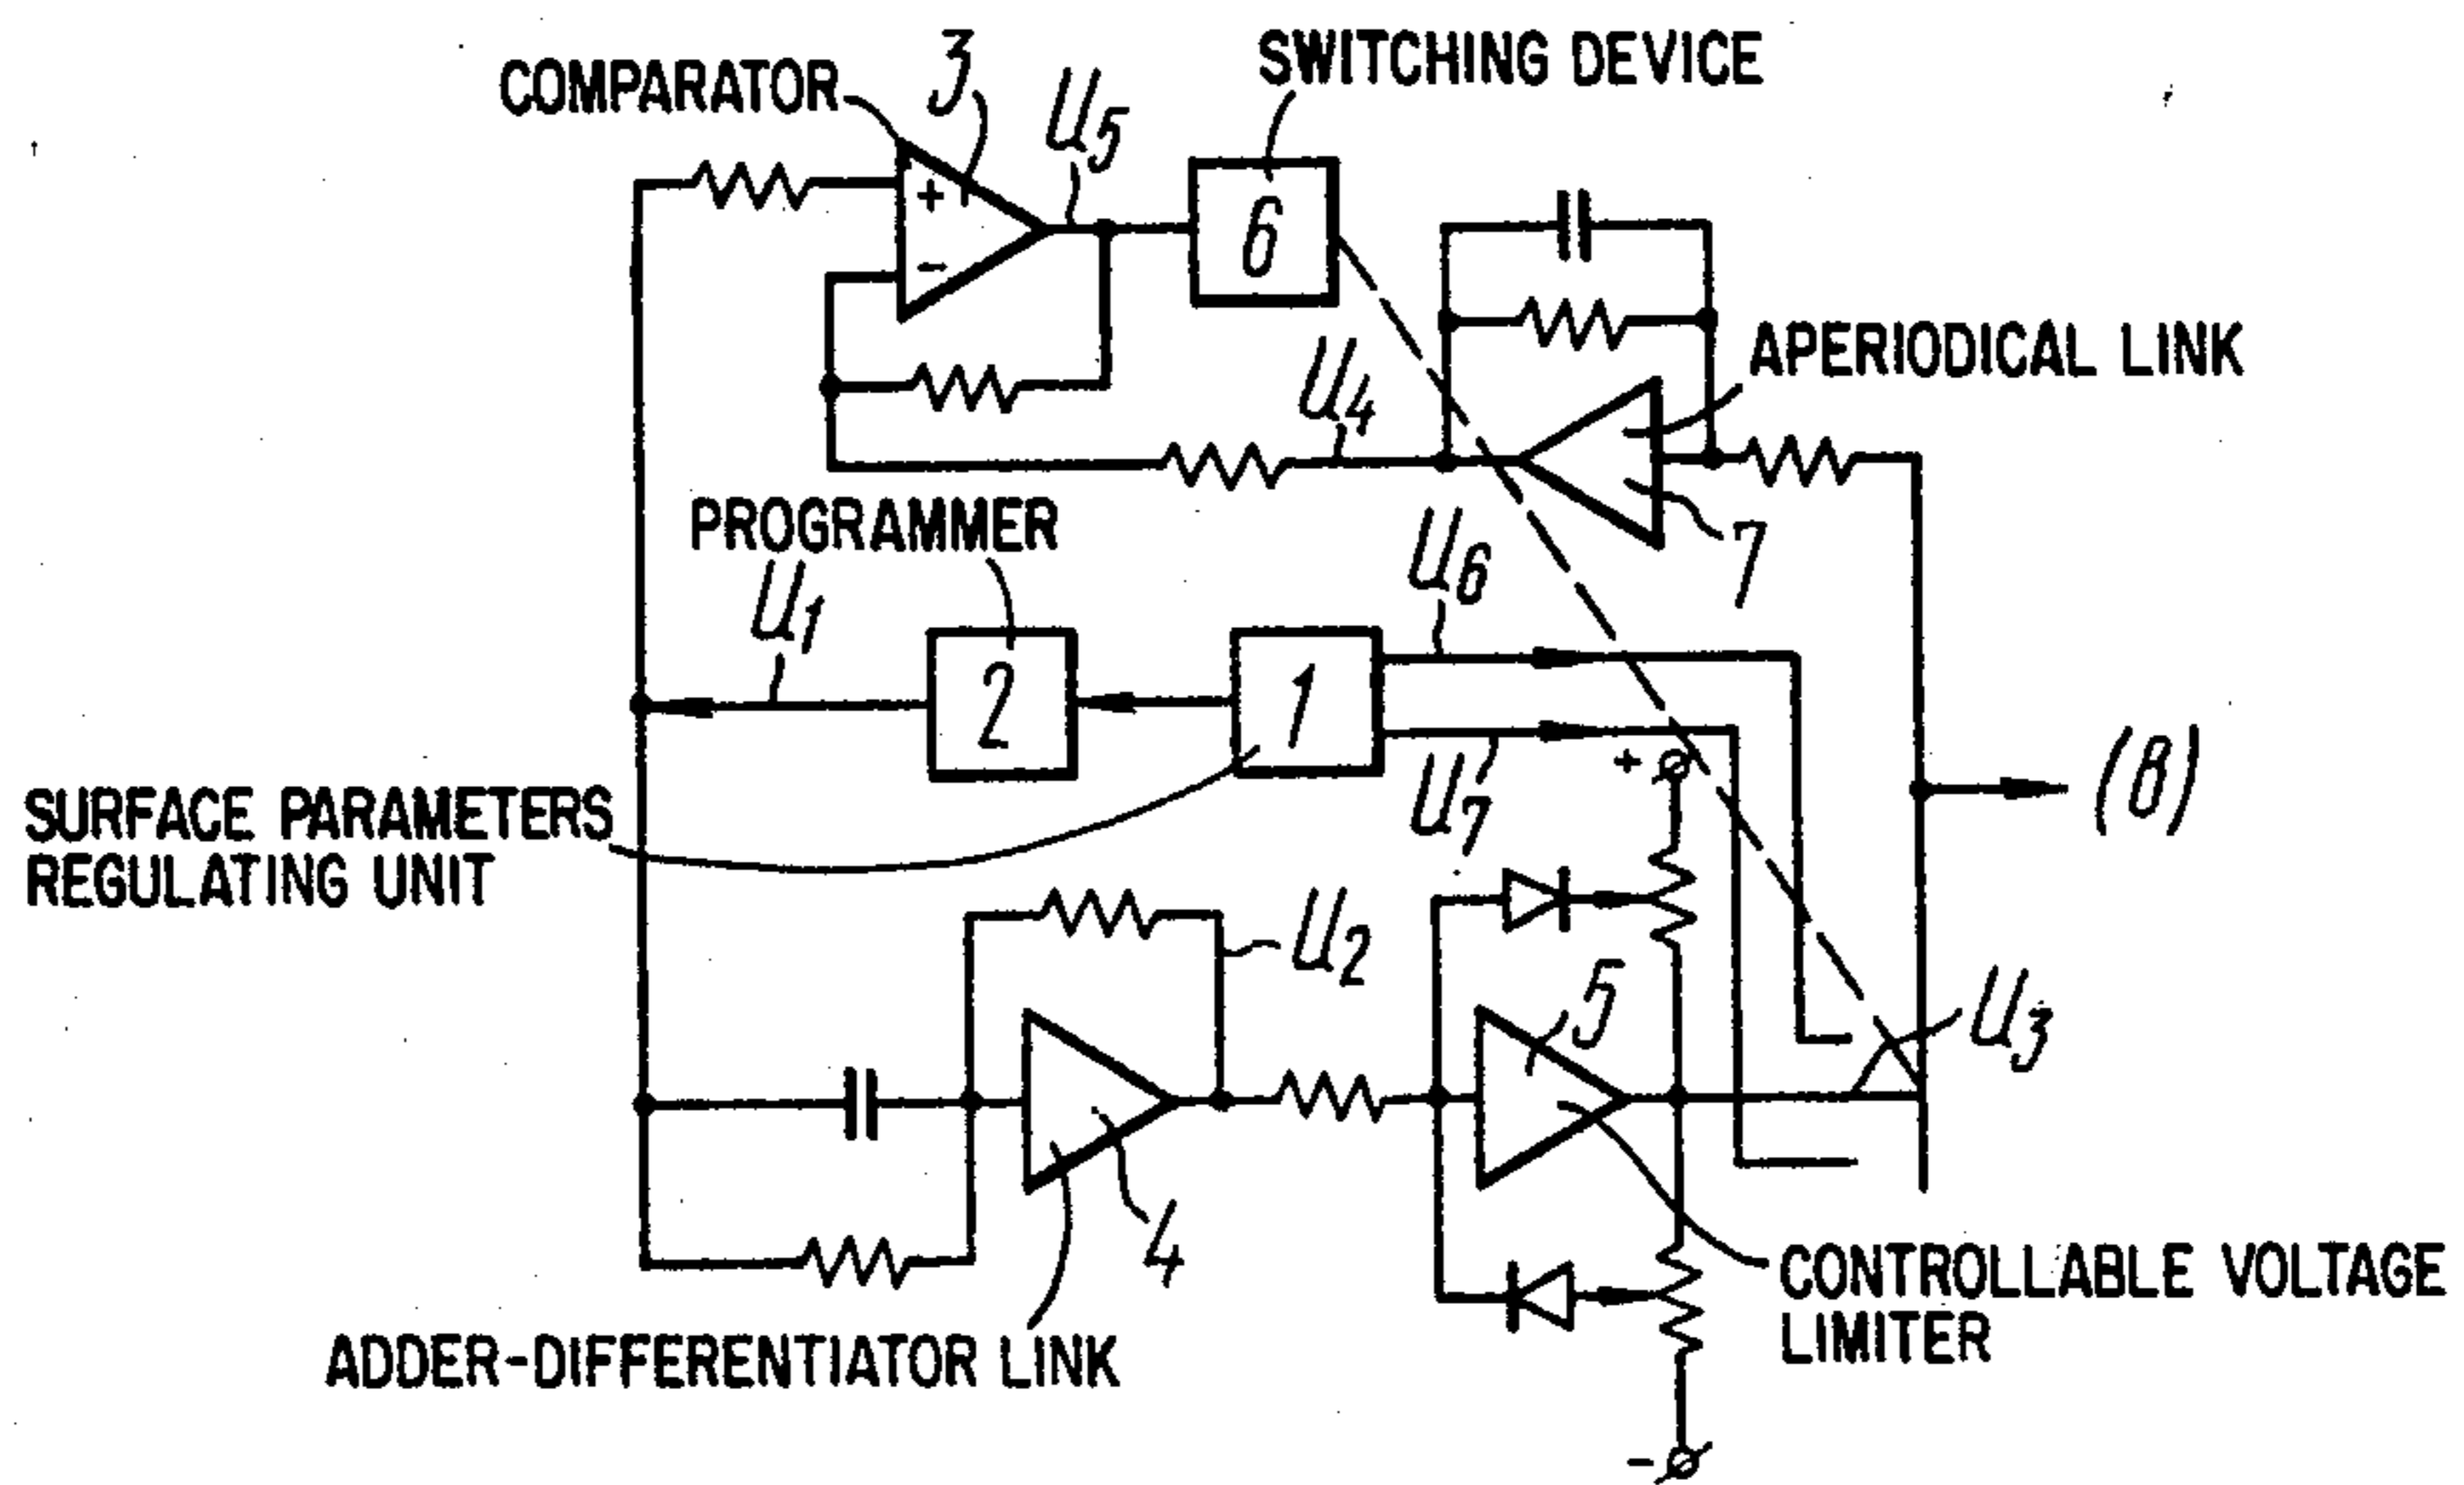 COMPARATOR
3
U5
SWITCHING DEVICE
+
-
6
APERIODICAL LINK
U4
7
PROGRAMMER
U1
U6
2
1
U7
+
(8)
SURFACE PARAMETERS
REGULATING UNIT
U2
5
U3
4
CONTROLLABLE VOLTAGE
LIMITER
ADDER-DIFFERENTIATOR LINK
-